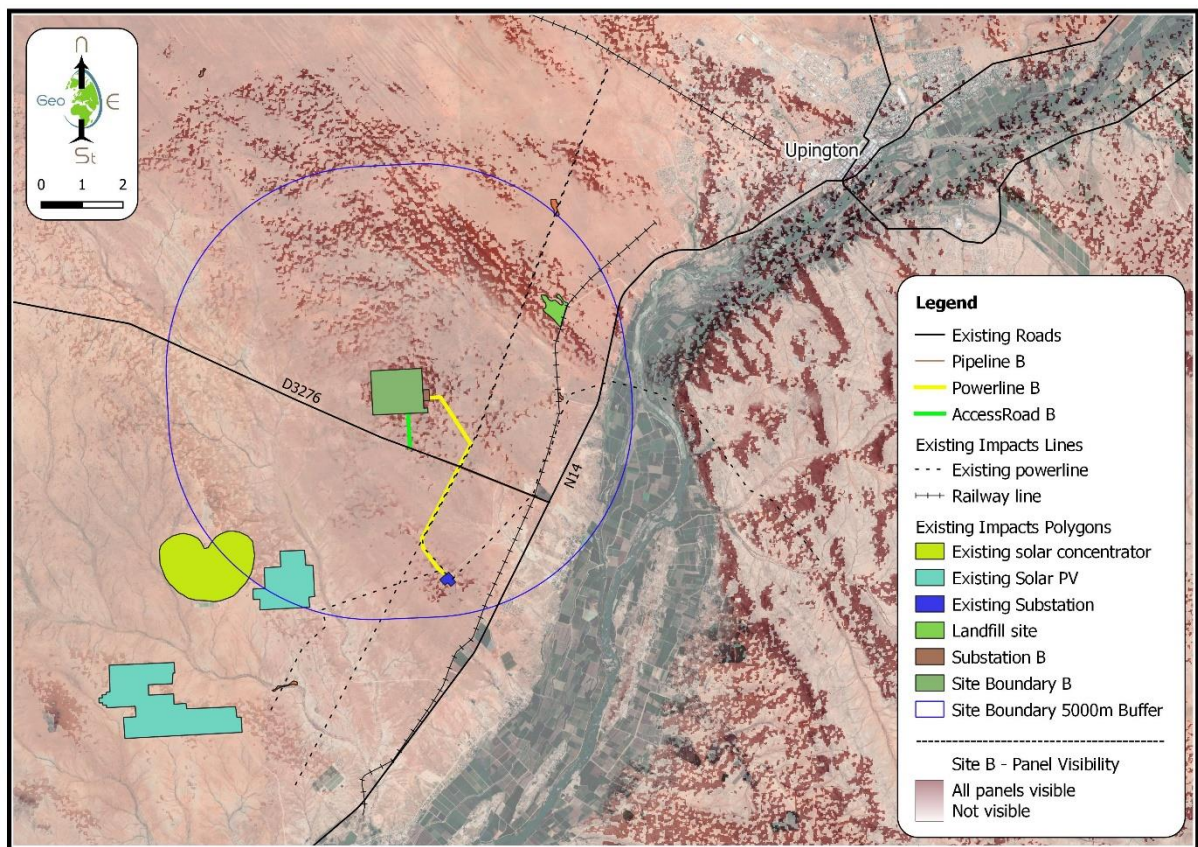 n
Geo
E
St
0 1 2
Upington
D3276
N14
Legend
Existing Roads
Pipeline B
Powerline B
AccessRoad B
Existing Impacts Lines
Existing powerline
Railway line
Existing Impacts Polygons
Existing solar concentrator
Existing Solar PV
Existing Substation
Landfill site
Substation B
Site Boundary B
Site Boundary 5000m Buffer
Site B - Panel Visibility
All panels visible
Not visible